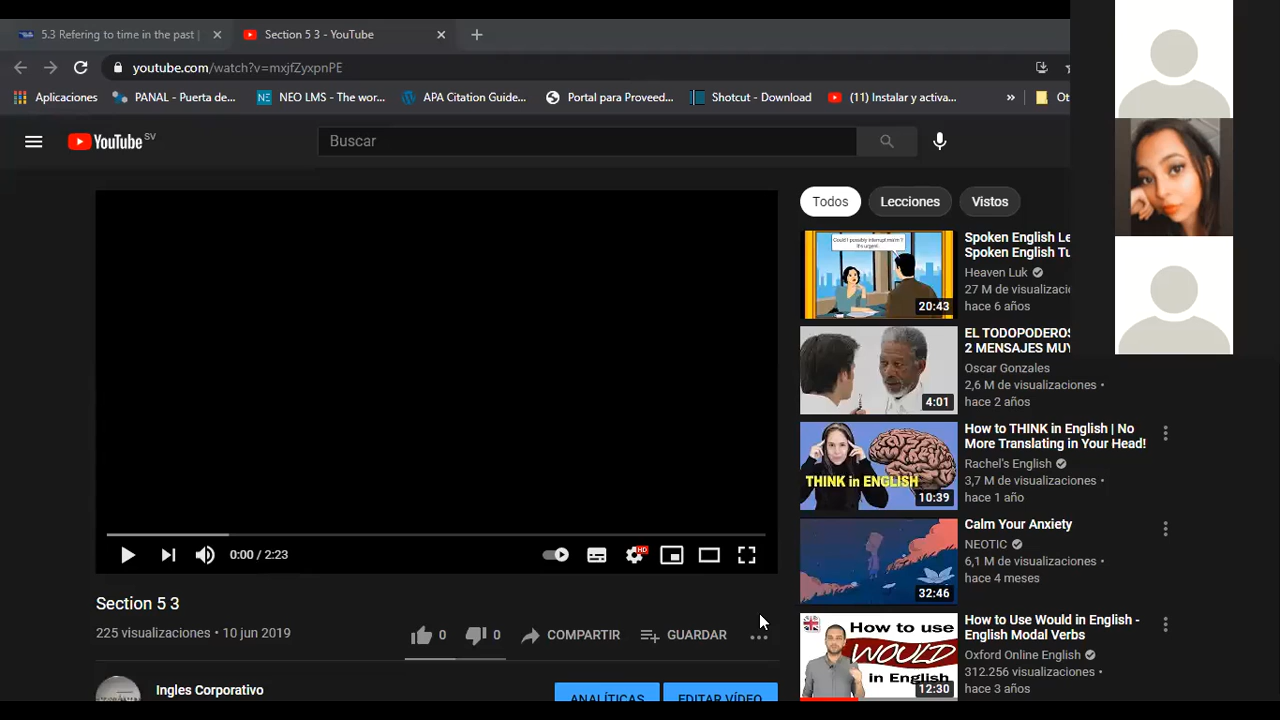 5.3 Refering to time in the past |
Section 5 3 - YouTube
youtube.com/watch?v=mxjfZyxpnPE
Aplicaciones
PANAL - Puerta de...
NEO LMS - The wor...
APA Citation Guide...
Portal para Proveed...
Shotcut - Download
(11) Instalar y activa...
»
Ot
YouTube SV
Buscar
Todos
Lecciones
Vistos
Could I possibly interrupt ma'm?
It's urgent.
20:43
Spoken English Le
Spoken English Tu
Heaven Luk
27 M de visualizacio
hace 6 años
4:01
EL TODOPODEROS
2 MENSAJES MUY
Oscar Gonzales
2,6 M de visualizaciones •
hace 2 años
THINK in ENGLISH
10:39
How to THINK in English | No
More Translating in Your Head!
Rachel's English
3,7 M de visualizaciones •
hace 1 año
32:46
Calm Your Anxiety
NEOTIC
6,1 M de visualizaciones •
hace 4 meses
How to use
WOULD
in English
12:30
How to Use Would in English -
English Modal Verbs
Oxford Online English
312.256 visualizaciones •
hace 3 años
0:00 / 2:23
HD
Section 5 3
225 visualizaciones • 10 jun 2019
0
0
COMPARTIR
GUARDAR
Ingles Corporativo
ANALÍTICAS
EDITAR VÍDEO